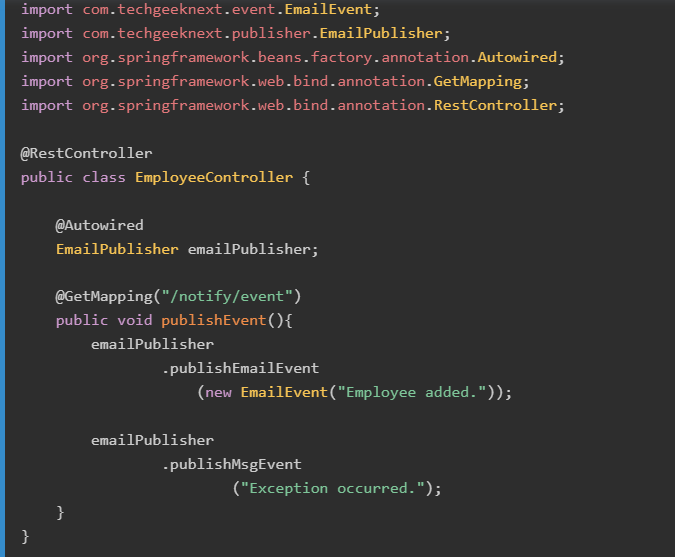 import com.techgeeknext.event.EmailEvent;
import com.techgeeknext.publisher.EmailPublisher;
import org.springframework.beans.factory.annotation.Autowired;
import org.springframework.web.bind.annotation.GetMapping;
import org.springframework.web.bind.annotation.RestController;

@RestController
public class EmployeeController {

    @Autowired
    EmailPublisher emailPublisher;

    @GetMapping("/notify/event")
    public void publishEvent(){
        emailPublisher
                .publishEmailEvent
                    (new EmailEvent("Employee added."));

        emailPublisher
                .publishMsgEvent
                        ("Exception occurred.");
    }
}